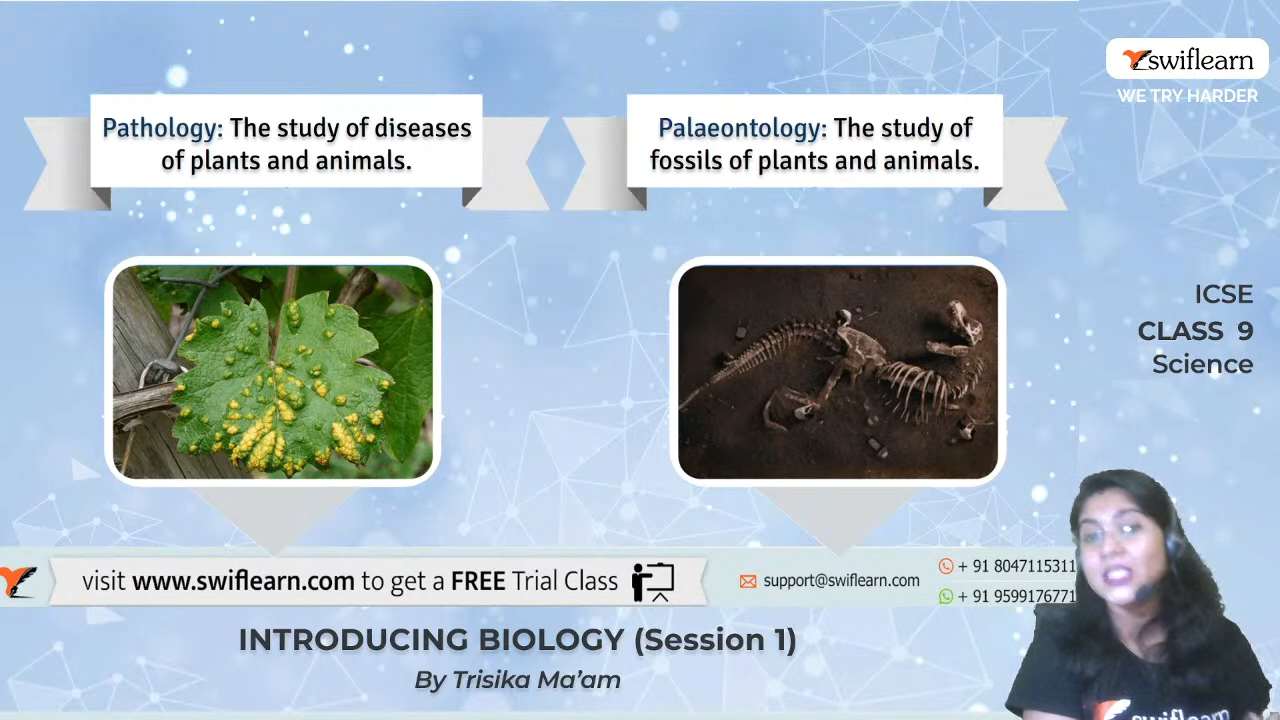 swiflearn
WE TRY HARDER
Pathology: The study of diseases
of plants and animals.
Palaeontology: The study of
fossils of plants and animals.
ICSE
CLASS 9
Science
visit www.swiflearn.com to get a FREE Trial Class
support@swiflearn.com
+ 91 8047115311
+ 91 9599176771
INTRODUCING BIOLOGY (Session 1)
By Trisika Ma'am
swiflearn